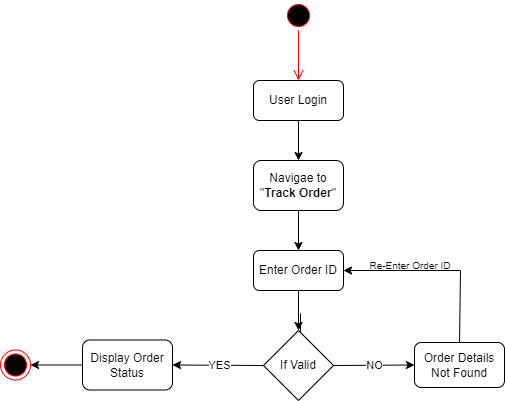 User Login
Navigae to
"Track Order"
Enter Order ID
Re-Enter Order ID
If Valid
YES
NO
Display Order
Status
Order Details
Not Found